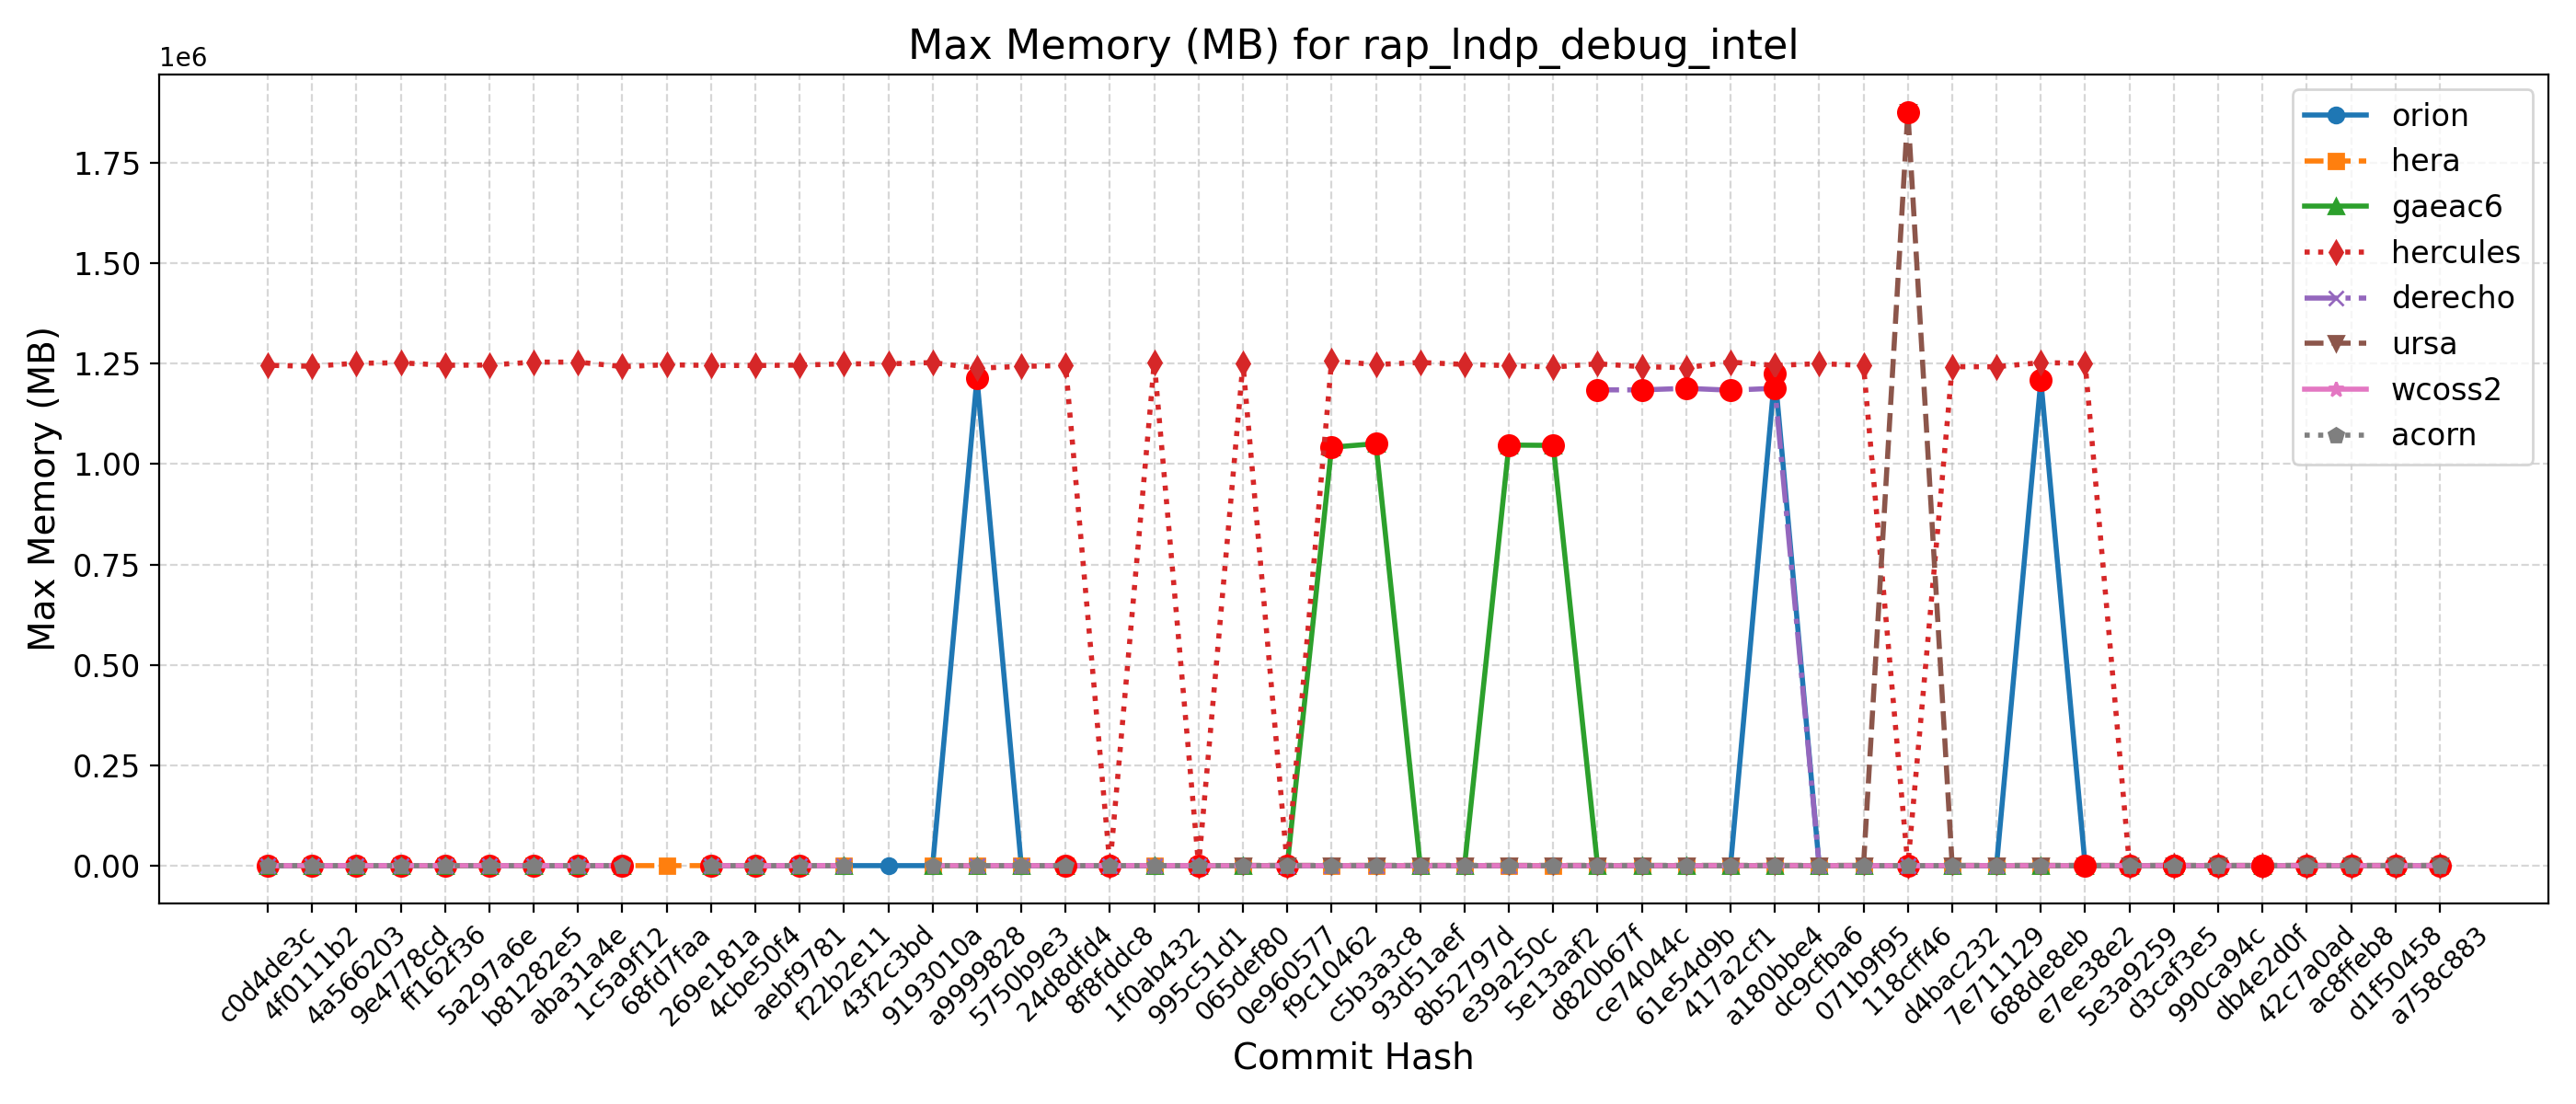 Max Memory (MB) for rap_lndp_debug_intel
1e6
1.75
1.50
1.25
1.00
0.75
0.50
0.25
0.00
Max Memory (MB)
orion
hera
gaeac6
hercules
derecho
ursa
wcoss2
acorn
c0d4de3c
4f0111b2
4a566203
9e4778cd
ff162f36
5a297a6e
b81282e5
aba31a4e
1c5a9f12
68fd7faa
269e181a
4cbe50f4
aebf9781
f22b2e11
43f2c3bd
9193010a
a9999828
5750b9e3
24d8dfd4
8f8fddc8
1f0ab432
995c51d1
065def80
0e960577
f9c10462
c5b3a3c8
93d51aef
8b52797d
e39a250c
5e13aaf2
d820b67f
ce74044c
61e54d9b
417a2cf1
a180bbe4
dc9cfba6
071b9f95
118cff46
d4bac232
7e711129
688de8eb
e7ee38e2
5e3a9259
d3caf3e5
990ca94c
db4e2d0f
42c7a0ad
ac8ffeb8
d1f50458
a758c883
Commit Hash